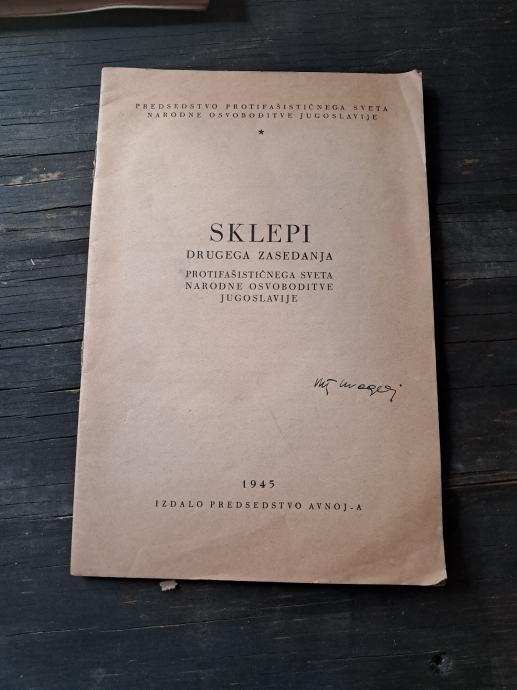 PREDSEDSTVO PROTIFAŠISTIČNEGA SVETA
NARODNE OSVOBODITVE JUGOSLAVIJE
*
SKLEPI
DRUGEGA ZASEDANJA
PROTIFAŠISTIČNEGA SVETA
NARODNE OSVOBODITVE
JUGOSLAVIJE
1945
IZDALO PREDSEDSTVO AVNOJ-A